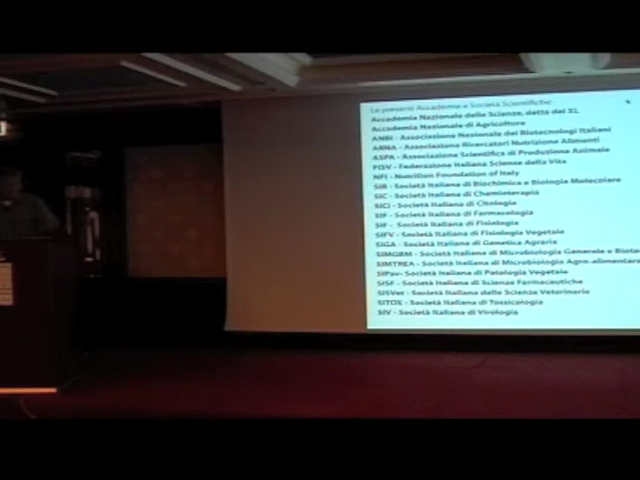 Le presenti Accademie e Società Scientifiche:
Accademia Nazionale delle Scienze, detta dei XL
Accademia Nazionale di Agricoltura
ANBI - Associazione Nazionale dei Biotecnologi Italiani
ARNA - Associazione Ricercatori Nutrizione Alimenti
ASPA - Associazione Scientifica di Produzione Animale
FISV - Federazione Italiana Scienze della Vita
NFI - Nutrition Foundation of Italy
SIB - Società Italiana di Biochimica e Biologia Molecolare
SIC - Società Italiana di Chemioterapia
SICI - Società Italiana di Citologia
SIF - Società Italiana di Farmacologia
SIF - Società Italiana di Fisiologia
SIFV - Società Italiana di Fisiologia Vegetale
SIGA - Società Italiana di Genetica Agraria
SIMGBM - Società Italiana di Microbiologia Generale e Biotec
SIMTREA - Società Italiana di Microbiologia Agro-alimentare
SIPav- Società Italiana di Patologia Vegetale
SISF - Società Italiana di Scienze Farmaceutiche
SISVet - Società Italiana delle Scienze Veterinarie
SITOX - Società Italiana di Tossicologia
SIV - Società Italiana di Virologia